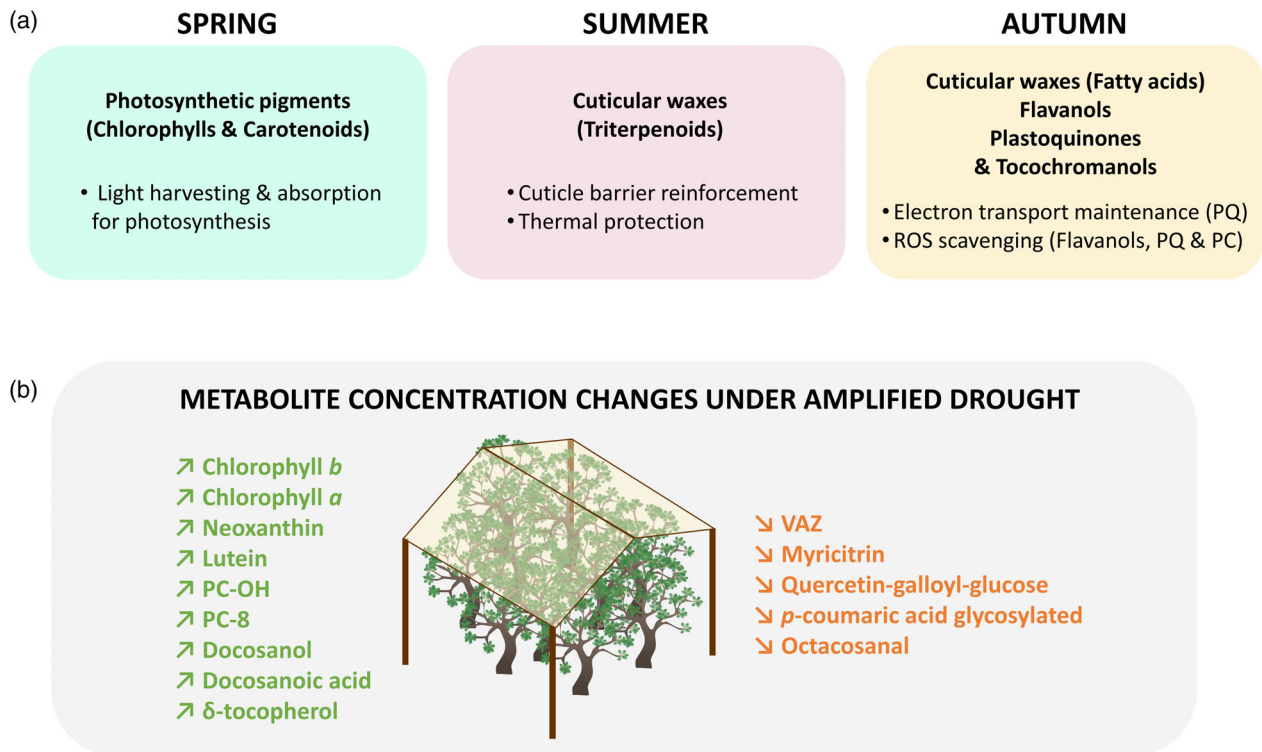 (a)
SPRING
Photosynthetic pigments
(Chlorophylls & Carotenoids)
• Light harvesting & absorption
for photosynthesis
SUMMER
Cuticular waxes
(Triterpenoids)
• Cuticle barrier reinforcement
• Thermal protection
AUTUMN
Cuticular waxes (Fatty acids)
Flavanols
Plastoquinones
& Tocochromanols
• Electron transport maintenance (PQ)
• ROS scavenging (Flavanols, PQ & PC)
(b)
METABOLITE CONCENTRATION CHANGES UNDER AMPLIFIED DROUGHT
↗ Chlorophyll b
↗ Chlorophyll a
↗ Neoxanthin
↗ Lutein
↗ PC-OH
↗ PC-8
↗ Docosanol
↗ Docosanoic acid
↗ δ-tocopherol
↘ VAZ
↘ Myricitrin
↘ Quercetin-galloyl-glucose
↘ p-coumaric acid glycosylated
↘ Octacosanal